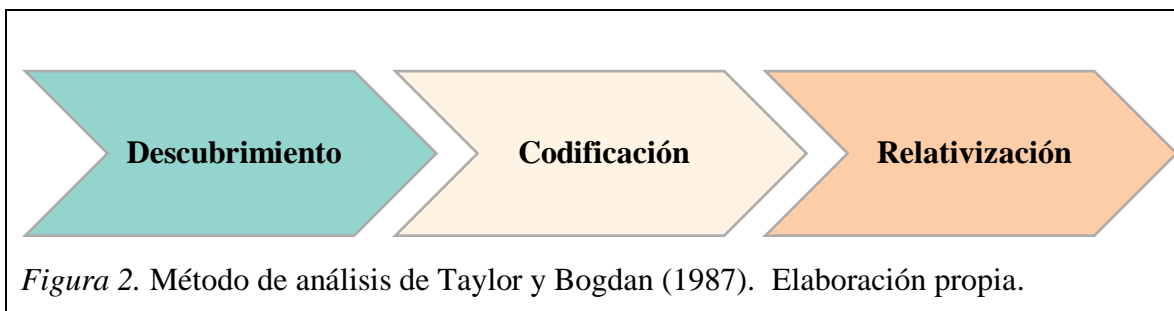 Descubrimiento
Codificación
Relativización
Figura 2. Método de análisis de Taylor y Bogdan (1987). Elaboración propia.